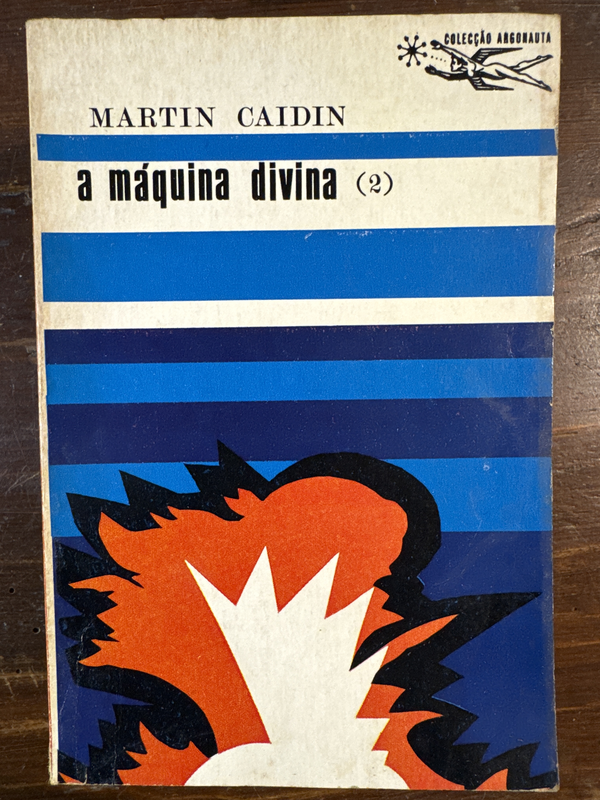 COLECÇÃO ARGONAUTA
MARTIN CAIDIN
a máquina divina (2)